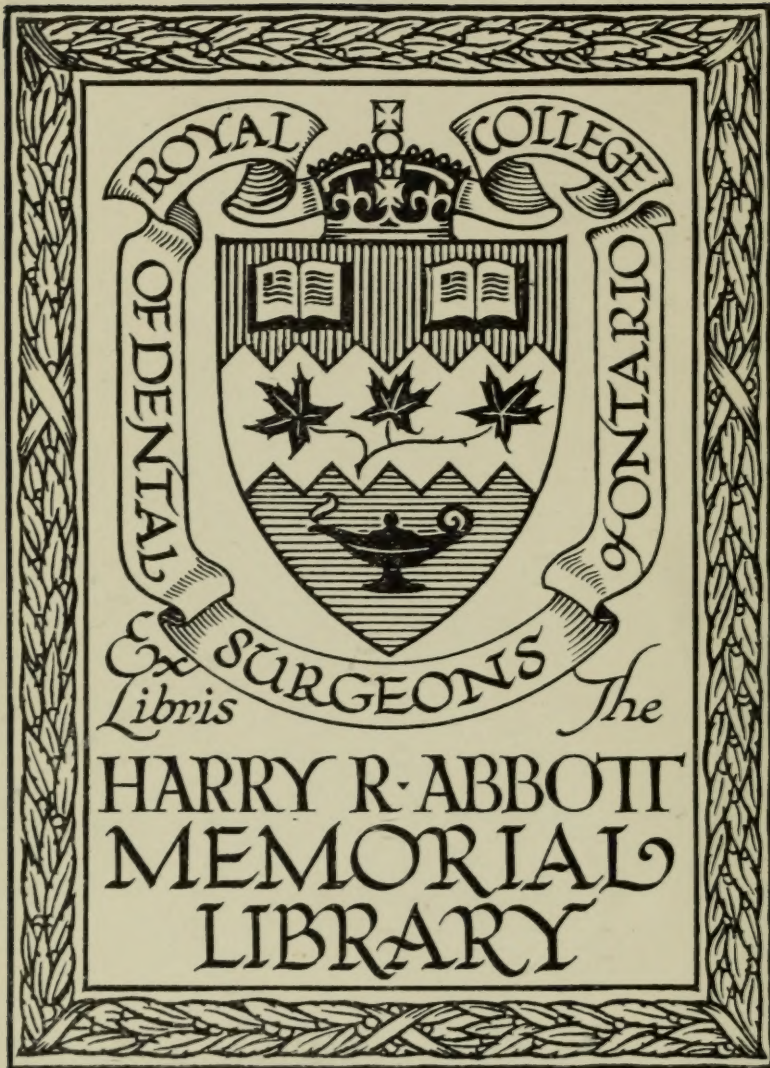 ROYAL COLLEGE
OF DENTAL
SURGEONS
of ONTARIO
Ex
Libris The
HARRY R. ABBOTT
MEMORIAL
LIBRARY